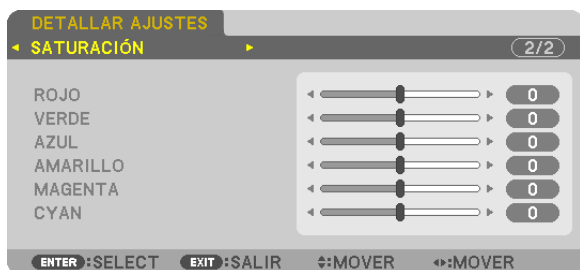 DETALLAR AJUSTES
SATURACIÓN 2/2
ROJO 0
VERDE 0
AZUL 0
AMARILLO 0
MAGENTA 0
CYAN 0
ENTER :SELECT EXIT :SALIR :MOVER :MOVER